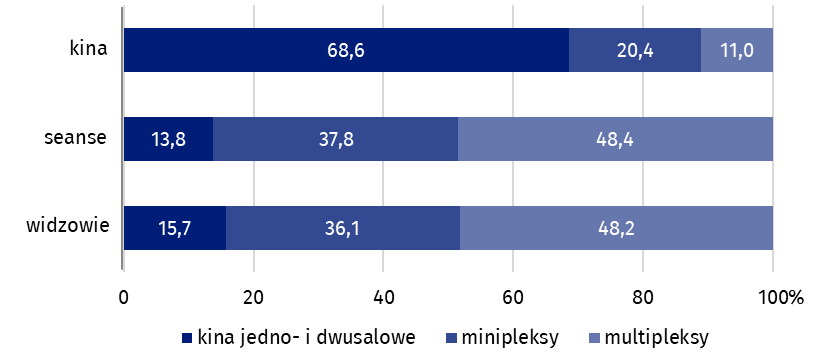 kina 68,6 20,4 11,0
seanse 13,8 37,8 48,4
widzowie 15,7 36,1 48,2
0 20 40 60 80 100%
kina jedno- i dwusalowe minipleksy multipleksy